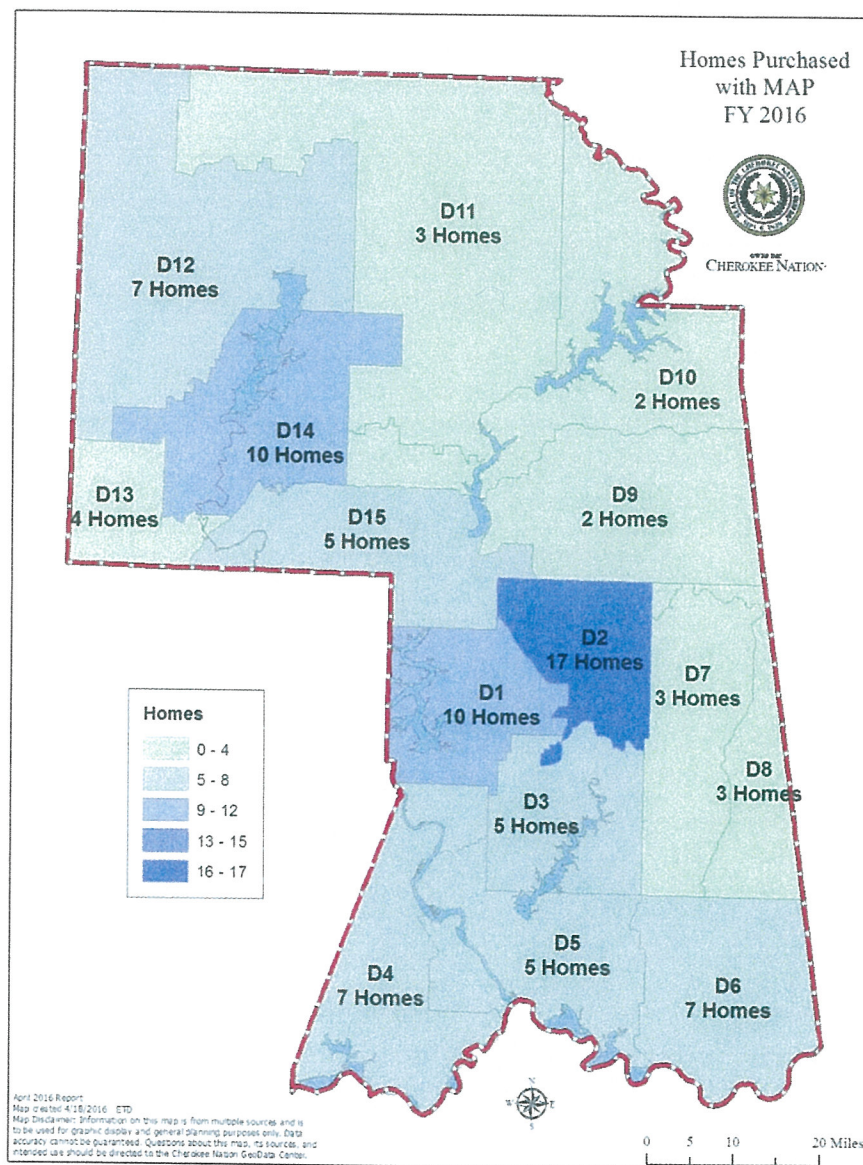 Homes Purchased
with MAP
FY 2016
CHEROKEE NATION
D11
3 Homes
D12
7 Homes
D10
2 Homes
D14
10 Homes
D13
4 Homes
D9
2 Homes
D15
5 Homes
D2
17 Homes
D7
3 Homes
D1
10 Homes
Homes
0 - 4
5 - 8
9 - 12
13 - 15
16 - 17
D8
3 Homes
D3
5 Homes
D5
5 Homes
D4
7 Homes
D6
7 Homes
N
W E
S
April 2016 Report
Map created 4/18/2016 ETD
Map Disclaimer: Information on this map is from multiple sources and is
to be used for graphic display and general planning purposes only. Data
accuracy cannot be guaranteed. Questions about this map, its sources, and
intended use should be directed to the Cherokee Nation GeoData Center.
0 5 10 20 Miles